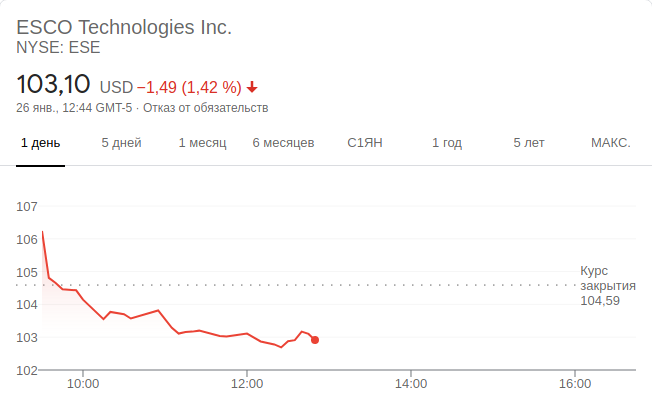 ESCO Technologies Inc.
NYSE: ESE
103,10 USD −1,49 (1,42 %)
26 янв., 12:44 GMT-5 · Отказ от обязательств
1 день 5 дней 1 месяц 6 месяцев С1ЯН 1 год 5 лет МАКС.
107
106
105
104
103
102
Курс
закрытия
104,59
10:00 12:00 14:00 16:00